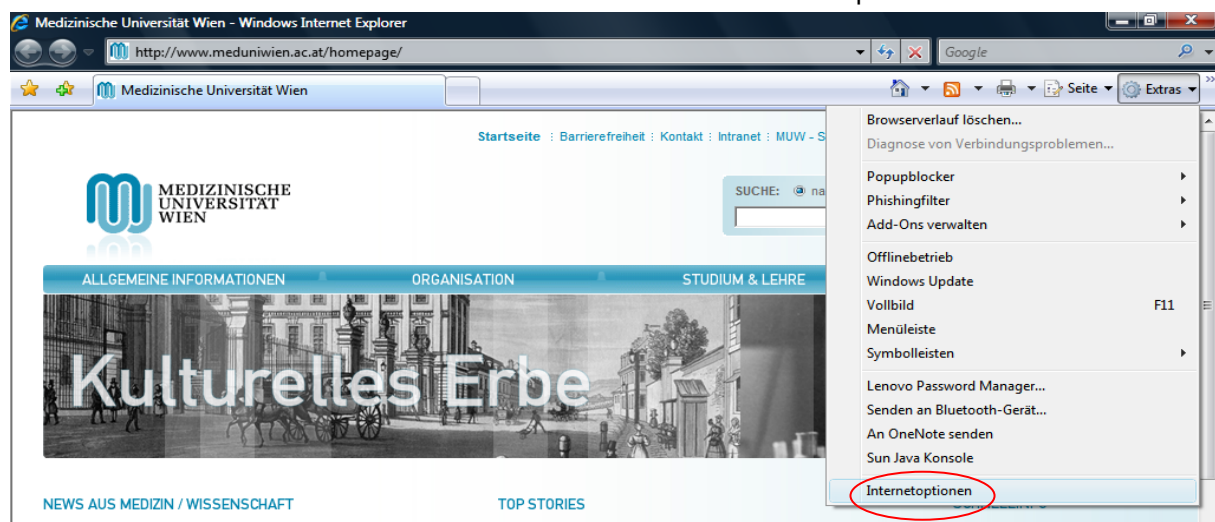 Medizinische Universität Wien - Windows Internet Explorer
http://www.meduniwien.ac.at/homepage/
Google
Medizinische Universität Wien
Seite
Extras
Startseite : Barrierefreiheit : Kontakt : Intranet : MUW - S
MEDIZINISCHE
UNIVERSITÄT
WIEN
SUCHE: na
ALLGEMEINE INFORMATIONEN ORGANISATION STUDIUM & LEHRE
Kulturelles Erbe
NEWS AUS MEDIZIN / WISSENSCHAFT TOP STORIES
Browserverlauf löschen...
Diagnose von Verbindungsproblemen...
Popupblocker
Phishingfilter
Add-Ons verwalten
Offlinebetrieb
Windows Update
Vollbild F11
Menüleiste
Symbolleisten
Lenovo Password Manager...
Senden an Bluetooth-Gerät...
An OneNote senden
Sun Java Konsole
Internetoptionen